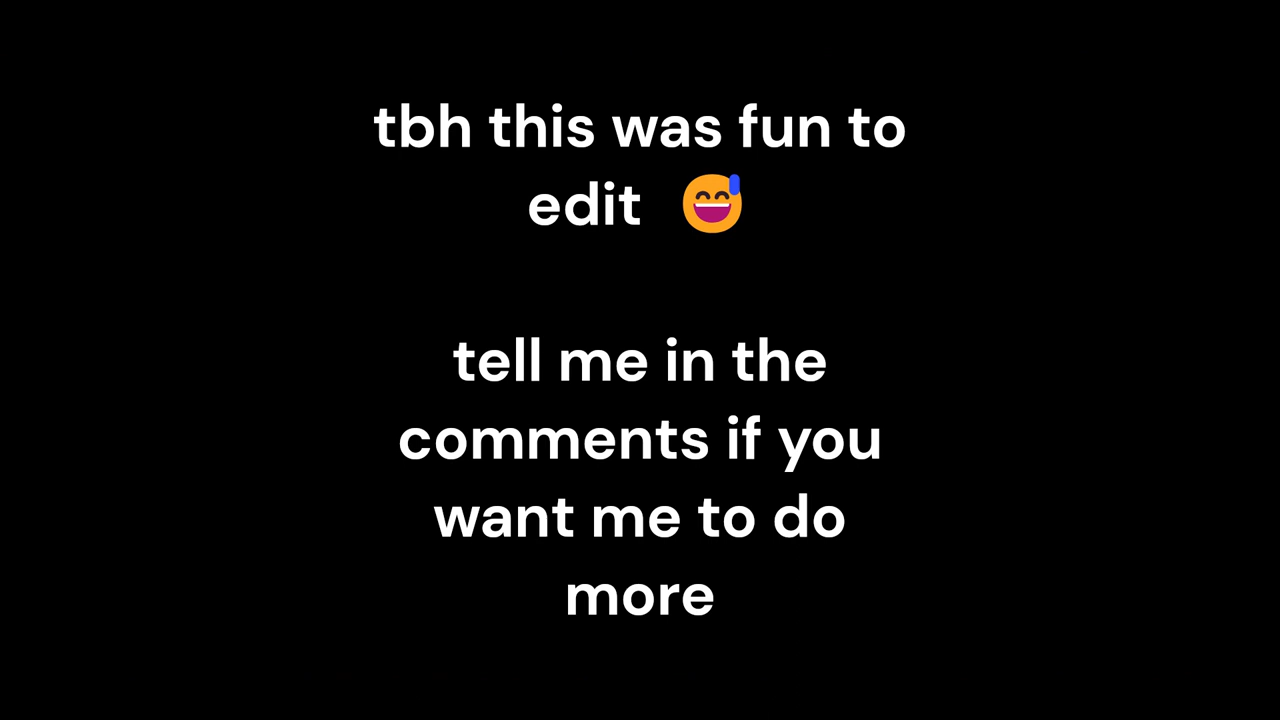 tbh this was fun to
edit 😅
tell me in the
comments if you
want me to do
more